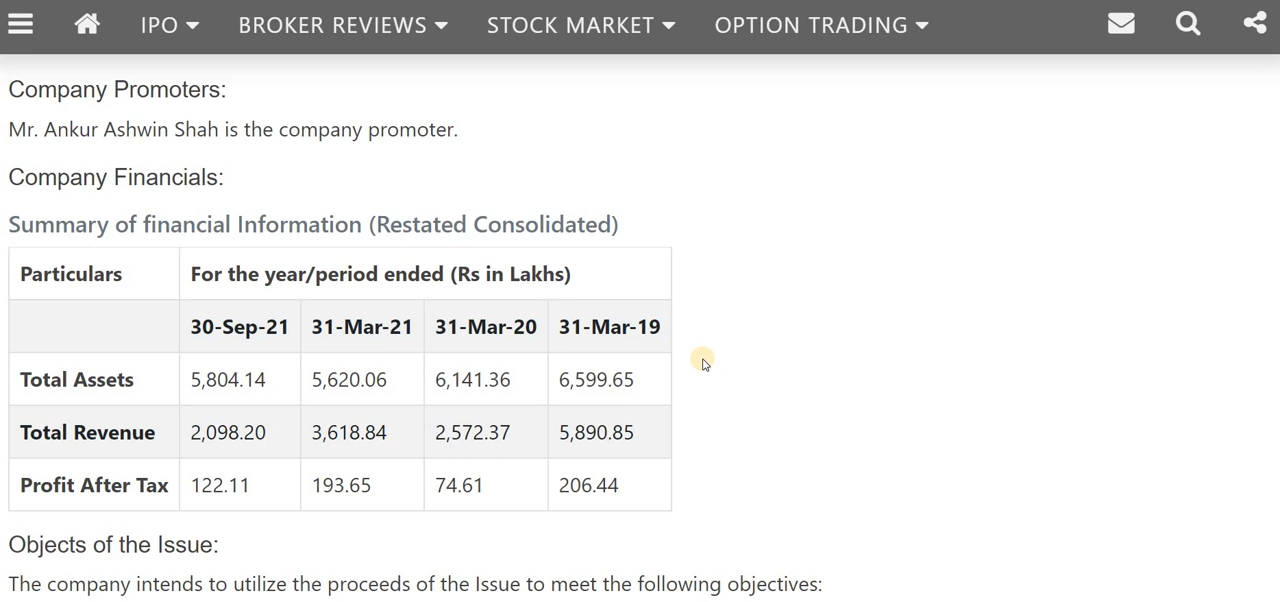 IPO BROKER REVIEWS STOCK MARKET OPTION TRADING
Company Promoters:
Mr. Ankur Ashwin Shah is the company promoter.
Company Financials:
Summary of financial Information (Restated Consolidated)
Particulars For the year/period ended (Rs in Lakhs)
30-Sep-21 31-Mar-21 31-Mar-20 31-Mar-19
Total Assets 5,804.14 5,620.06 6,141.36 6,599.65
Total Revenue 2,098.20 3,618.84 2,572.37 5,890.85
Profit After Tax 122.11 193.65 74.61 206.44
Objects of the Issue:
The company intends to utilize the proceeds of the Issue to meet the following objectives: